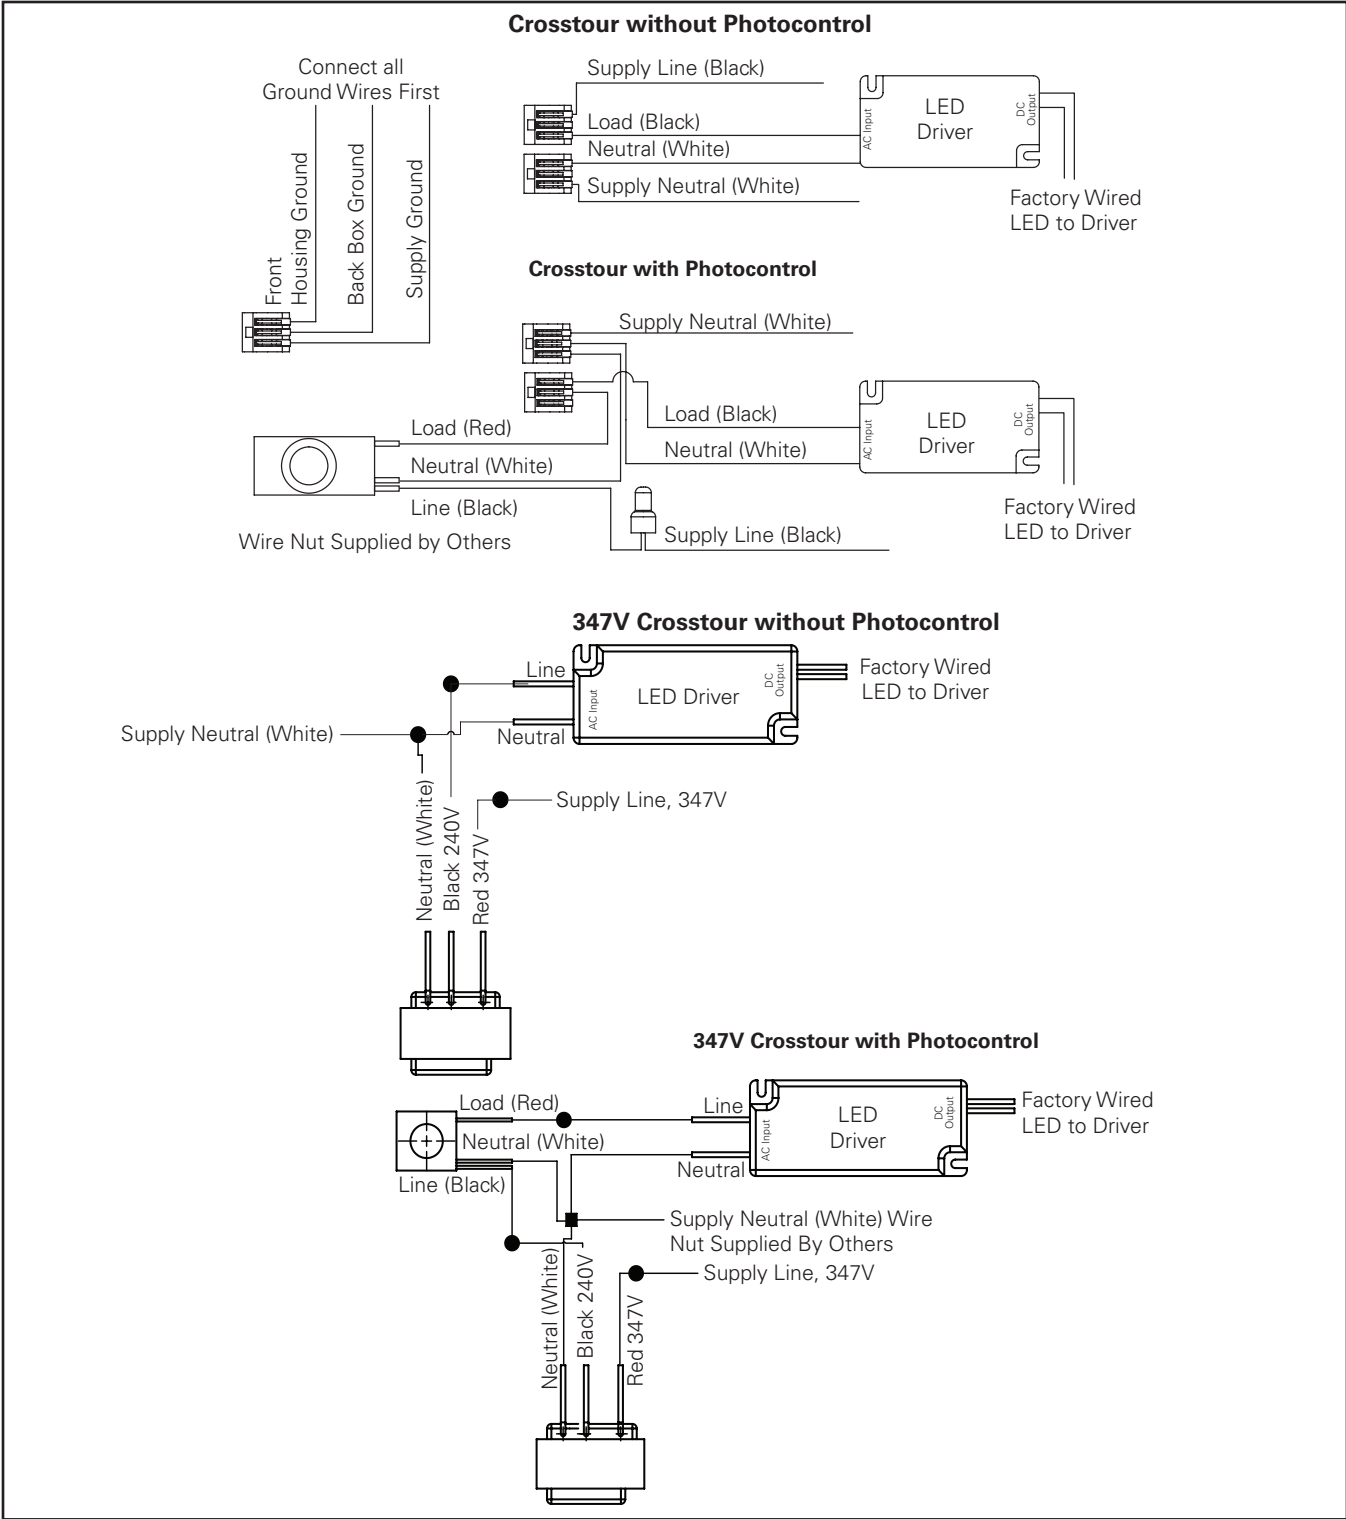 Crosstour without Photocontrol
Connect all
Ground Wires First
Front
Housing Ground
Back Box Ground
Supply Ground
Supply Line (Black)
Load (Black)
Neutral (White)
Supply Neutral (White)
AC Input
LED
Driver
DC
Output
Factory Wired
LED to Driver
Crosstour with Photocontrol
Supply Neutral (White)
Load (Black)
Neutral (White)
AC Input
LED
Driver
DC
Output
Factory Wired
LED to Driver
Load (Red)
Neutral (White)
Line (Black)
Supply Line (Black)
Wire Nut Supplied by Others
347V Crosstour without Photocontrol
Line
Neutral
AC Input
LED Driver
DC
Output
Factory Wired
LED to Driver
Supply Neutral (White)
Supply Line, 347V
Neutral (White)
Black 240V
Red 347V
347V Crosstour with Photocontrol
Load (Red)
Neutral (White)
Line (Black)
Line
Neutral
AC Input
LED
Driver
DC
Output
Factory Wired
LED to Driver
Supply Neutral (White) Wire
Nut Supplied By Others
Supply Line, 347V
Neutral (White)
Black 240V
Red 347V